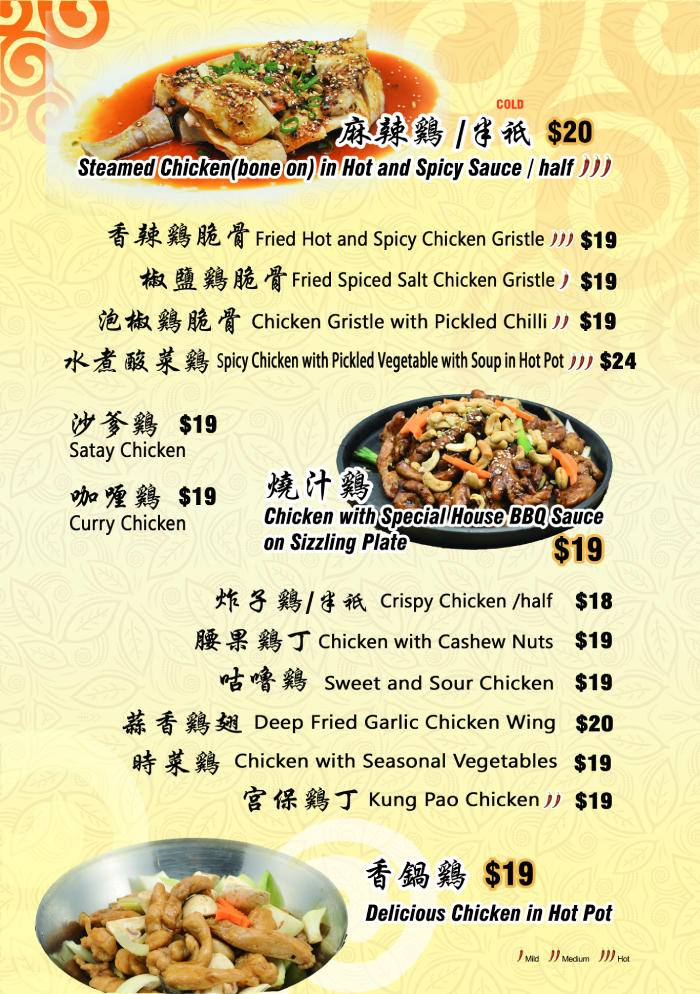 COLD
麻辣鷄 /半祇 $20
Steamed Chicken(bone on) in Hot and Spicy Sauce / half
香辣鷄脆骨 Fried Hot and Spicy Chicken Gristle $19
椒鹽鷄脆骨 Fried Spiced Salt Chicken Gristle $19
泡椒鷄脆骨 Chicken Gristle with Pickled Chilli $19
水煮酸菜鷄 Spicy Chicken with Pickled Vegetable with Soup in Hot Pot $24
沙爹鷄 $19
Satay Chicken
咖喱鷄 $19
Curry Chicken
燒汁鷄
Chicken with Special House BBQ Sauce
on Sizzling Plate
$19
炸子鷄/半祇 Crispy Chicken /half $18
腰果鷄丁 Chicken with Cashew Nuts $19
咕嚕鷄 Sweet and Sour Chicken $19
蒜香鷄翅 Deep Fried Garlic Chicken Wing $20
時菜鷄 Chicken with Seasonal Vegetables $19
宫保鷄丁 Kung Pao Chicken $19
香鍋鷄 $19
Delicious Chicken in Hot Pot
Mild Medium Hot